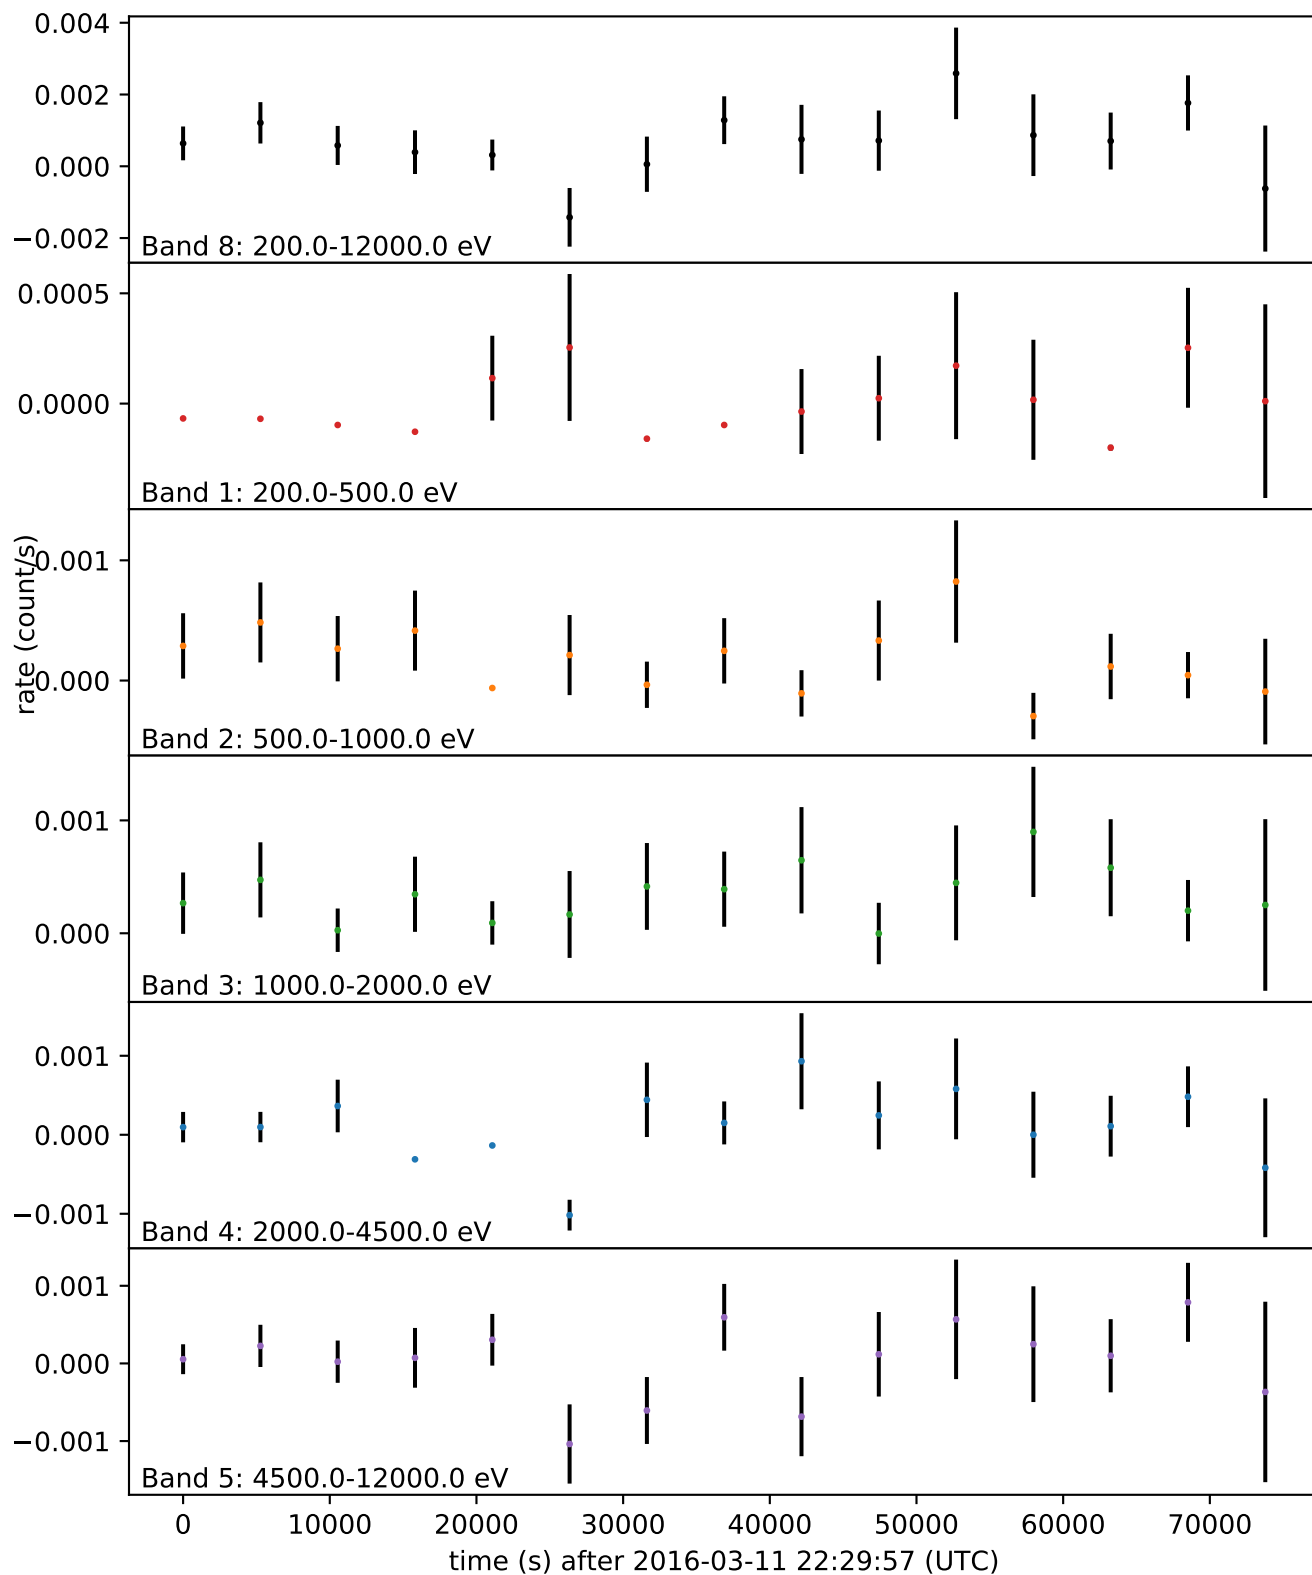 0.004
0.002
0.000
−0.002
Band 8: 200.0-12000.0 eV
0.0005
0.0000
Band 1: 200.0-500.0 eV
rate (count/s)
0.001
0.000
Band 2: 500.0-1000.0 eV
0.001
0.000
Band 3: 1000.0-2000.0 eV
0.001
0.000
−0.001
Band 4: 2000.0-4500.0 eV
0.001
0.000
−0.001
Band 5: 4500.0-12000.0 eV
0 10000 20000 30000 40000 50000 60000 70000
time (s) after 2016-03-11 22:29:57 (UTC)